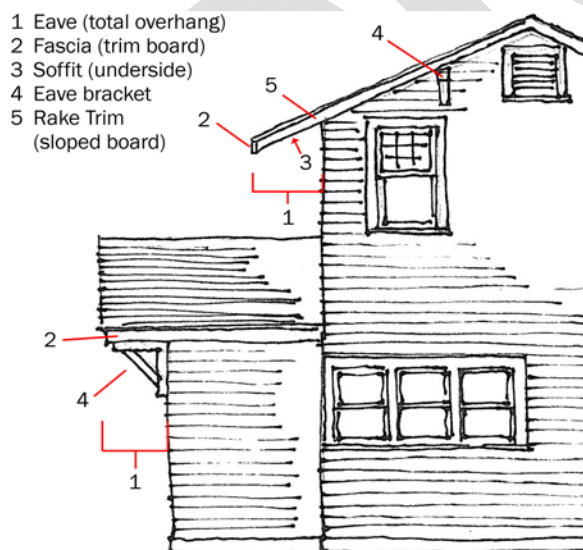 1 Eave (total overhang)
2 Fascia (trim board)
3 Soffit (underside)
4 Eave bracket
5 Rake Trim
(sloped board)
4
5
2
3
1
2
4
1